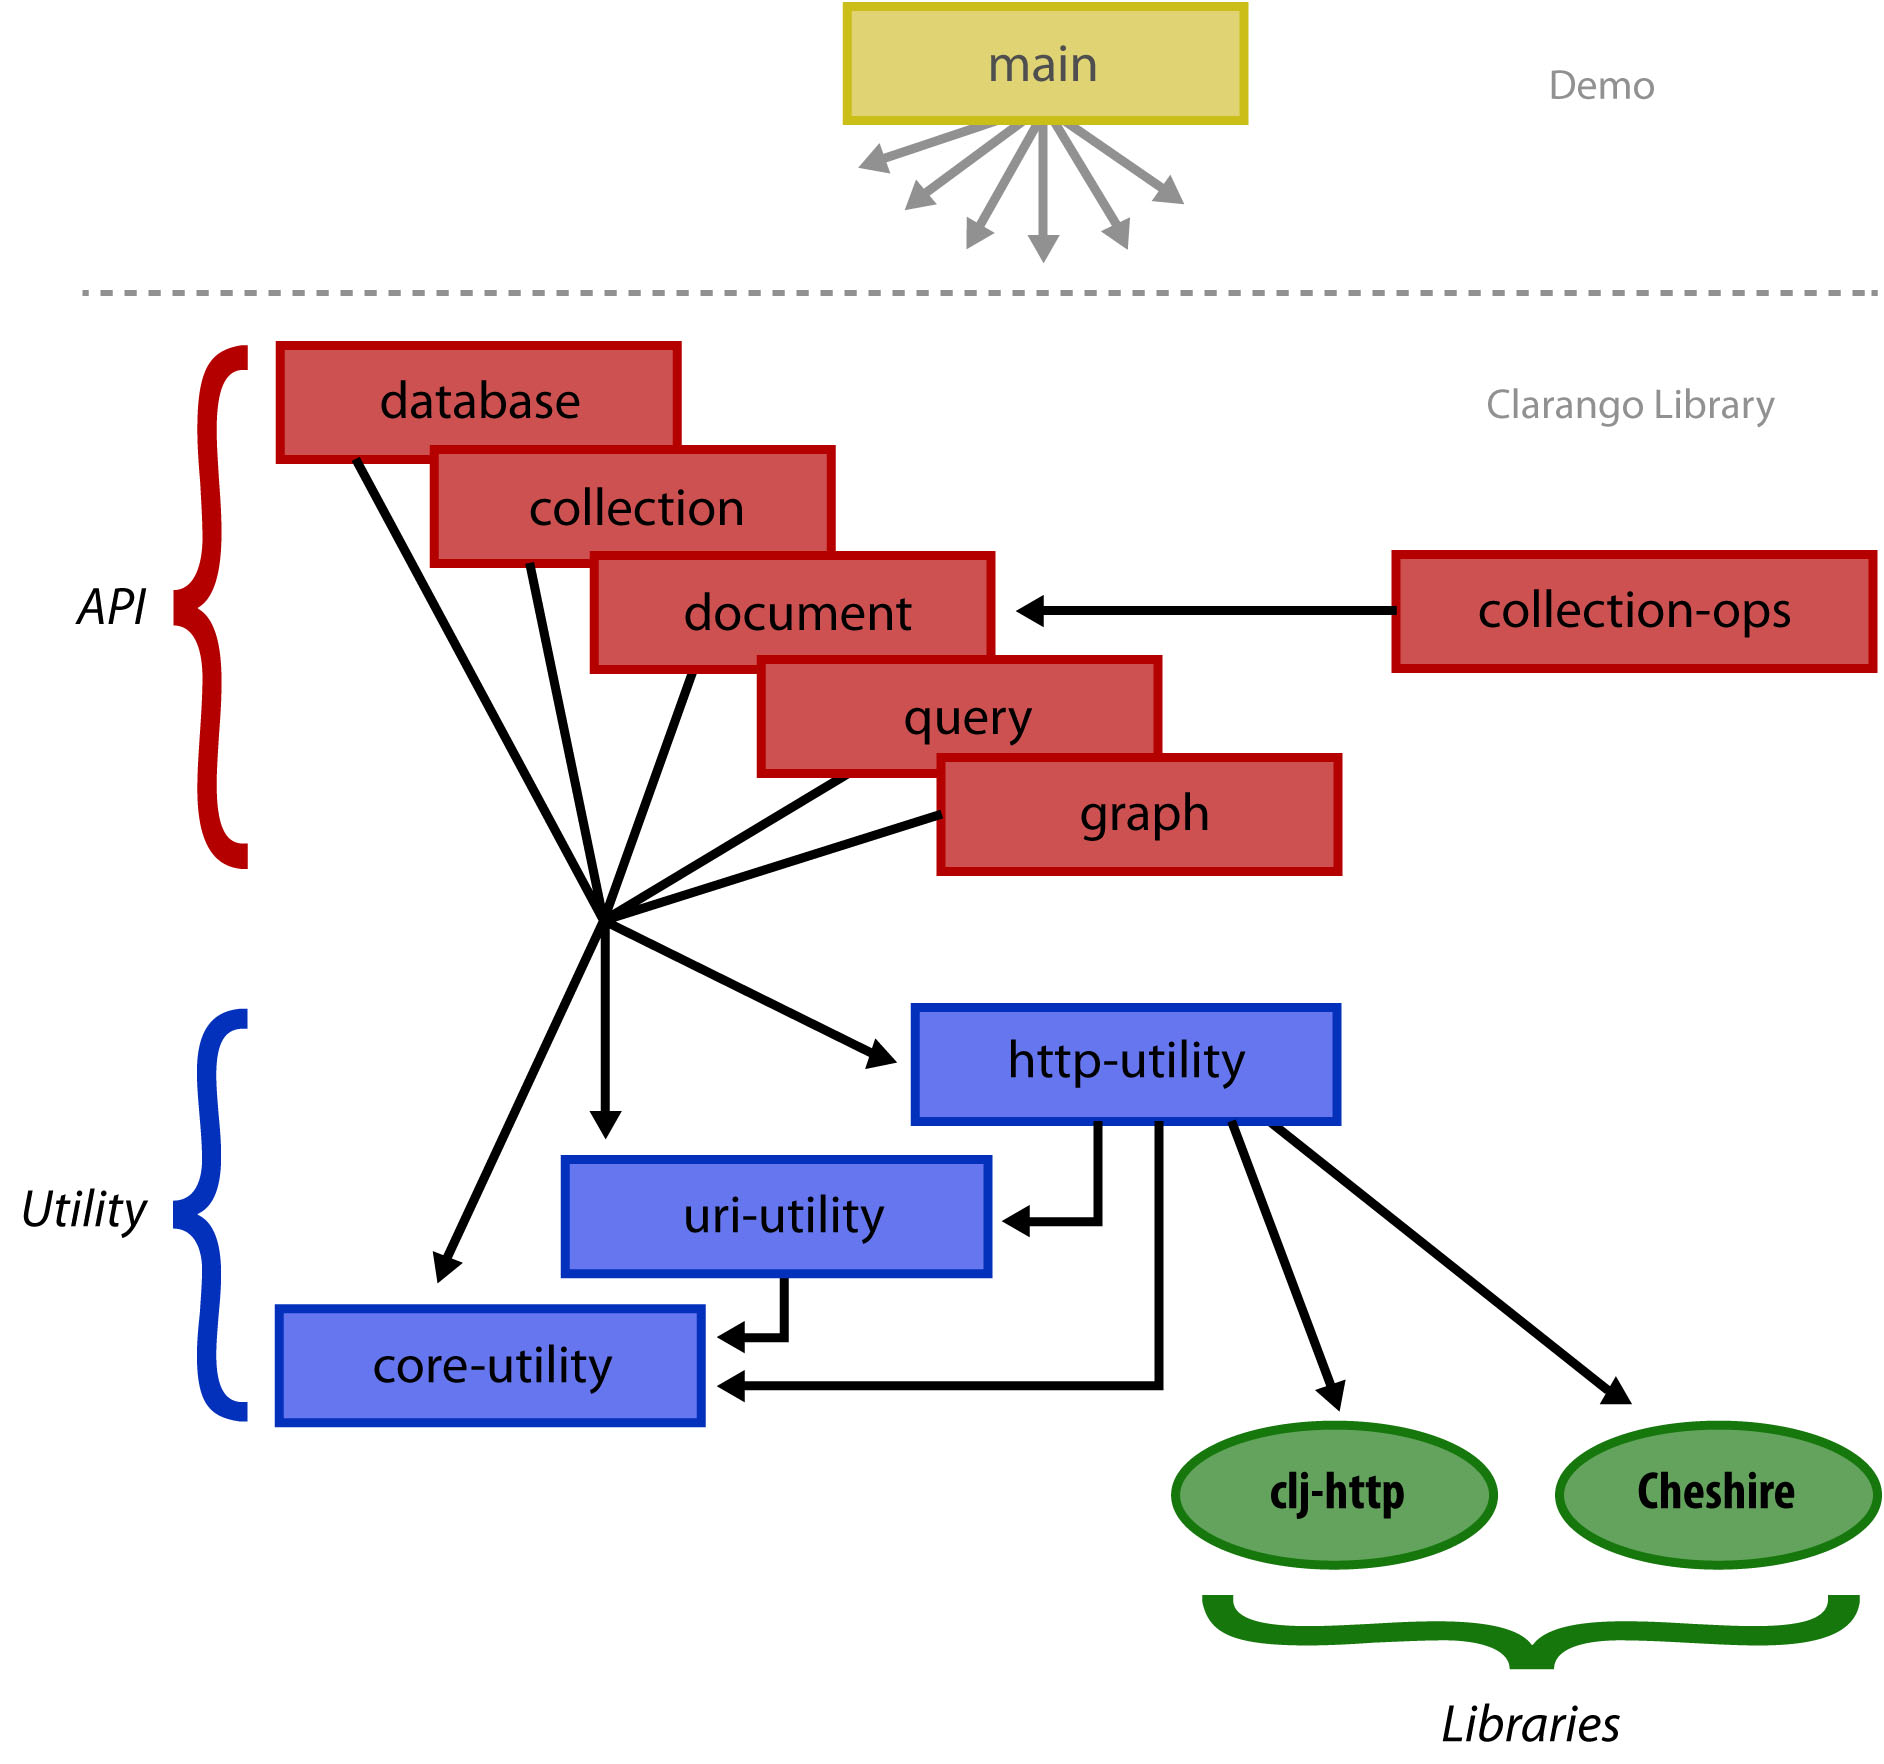 main
Demo
database
Clarango Library
collection
API
document
collection-ops
query
graph
http-utility
Utility
uri-utility
core-utility
clj-http
Cheshire
Libraries